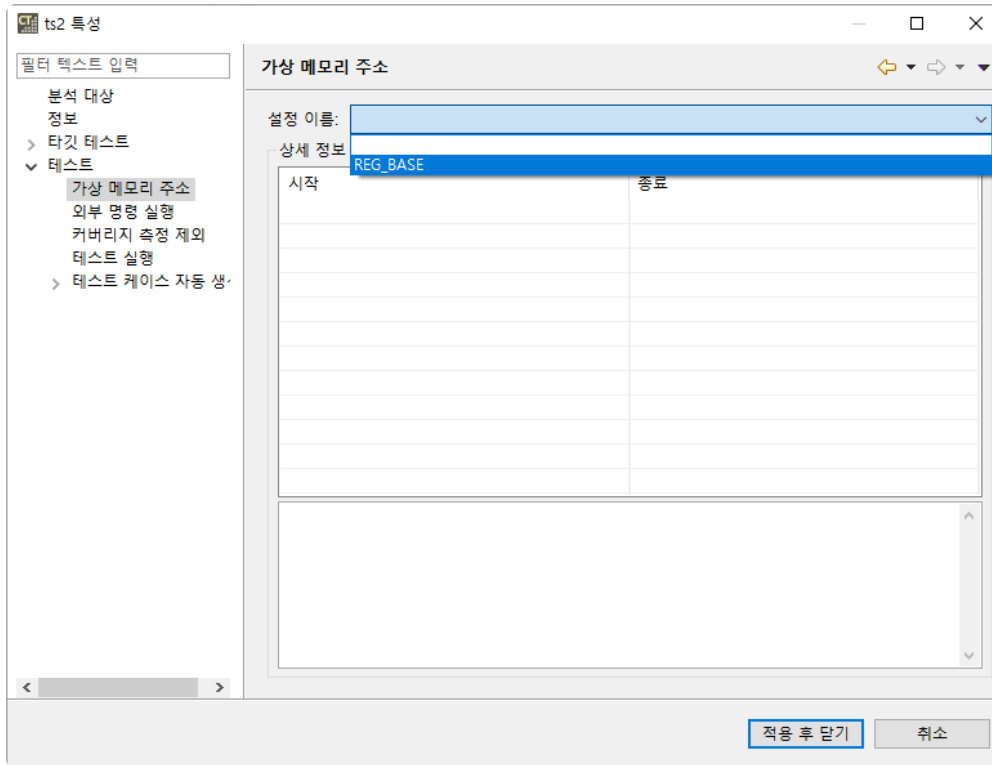 CT ts2 특성
필터 텍스트 입력
분석 대상
정보
타깃 테스트
테스트
가상 메모리 주소
외부 명령 실행
커버리지 측정 제외
테스트 실행
테스트 케이스 자동 생
가상 메모리 주소
설정 이름:
REG_BASE
상세 정보
시작 종료
적용 후 닫기 취소